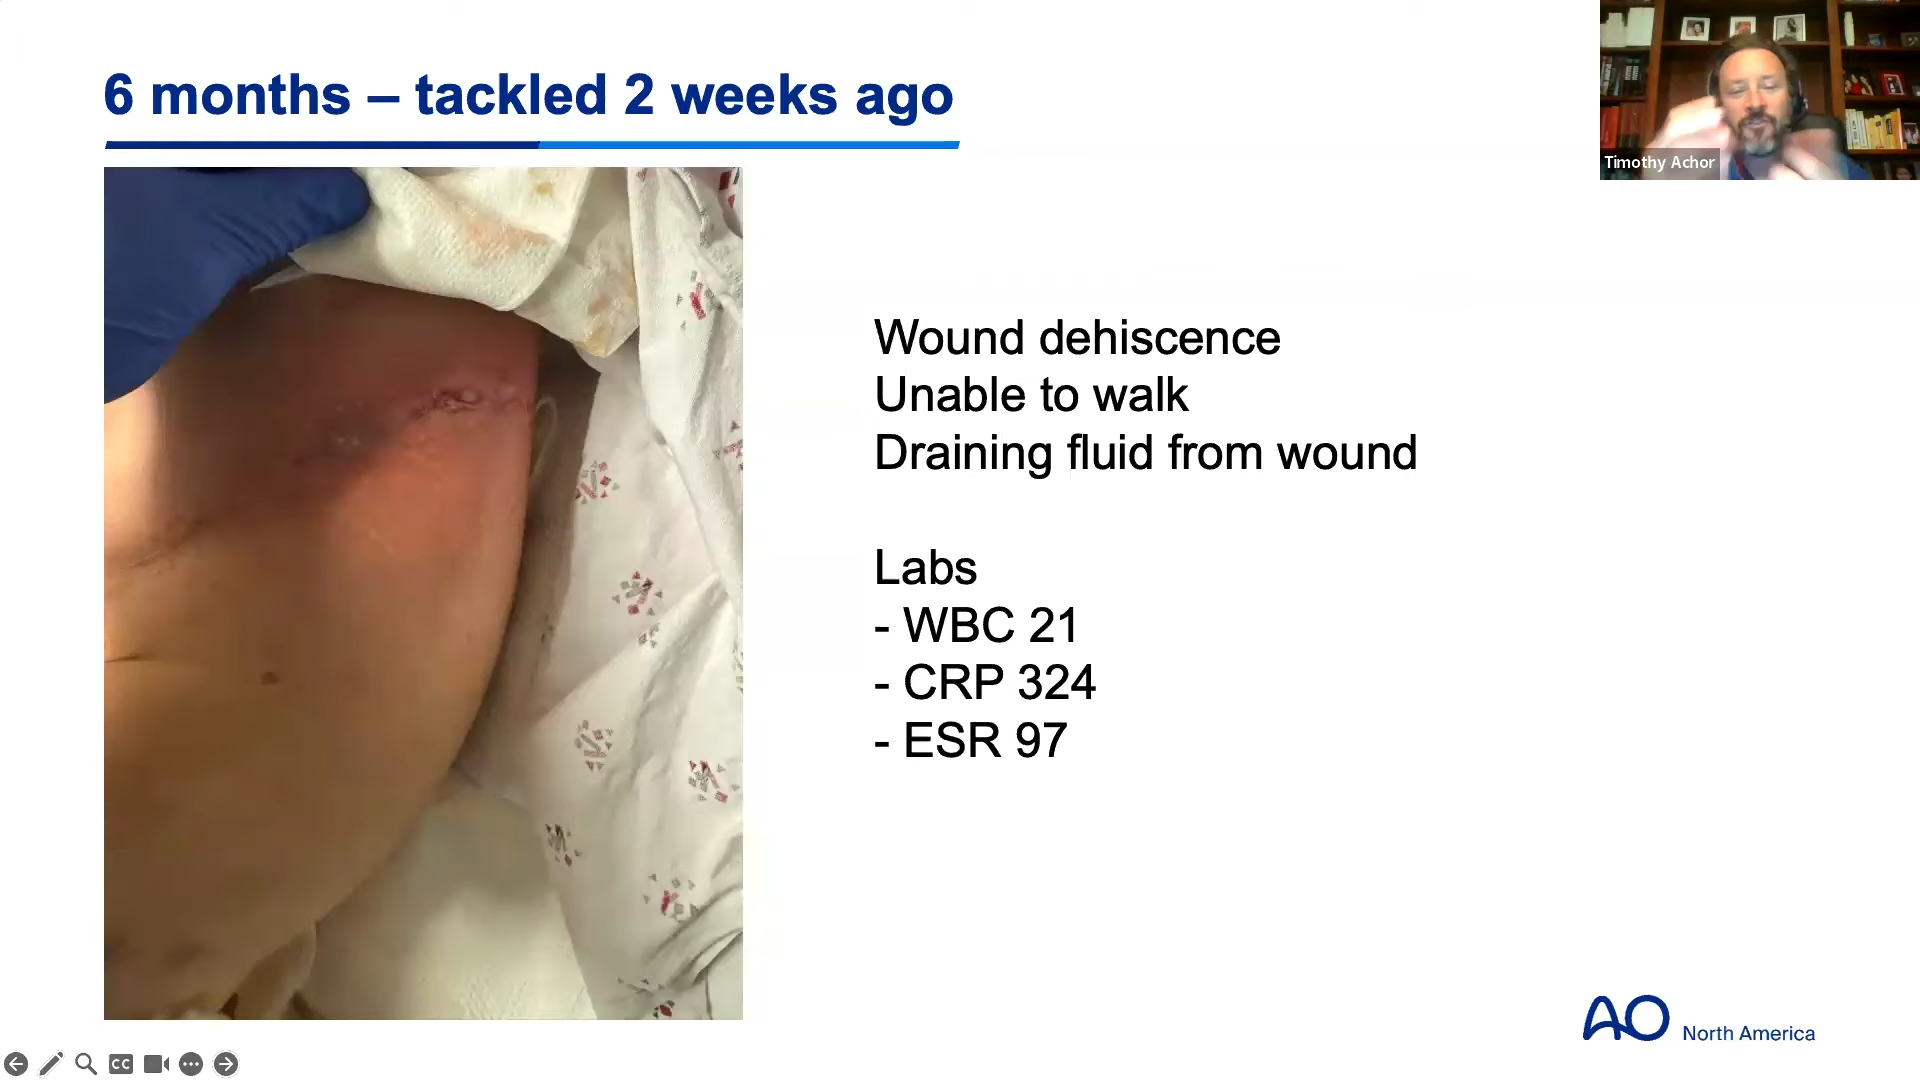 6 months – tackled 2 weeks ago
Timothy Achor
Wound dehiscence
Unable to walk
Draining fluid from wound
Labs
- WBC 21
- CRP 324
- ESR 97
AO North America
CC